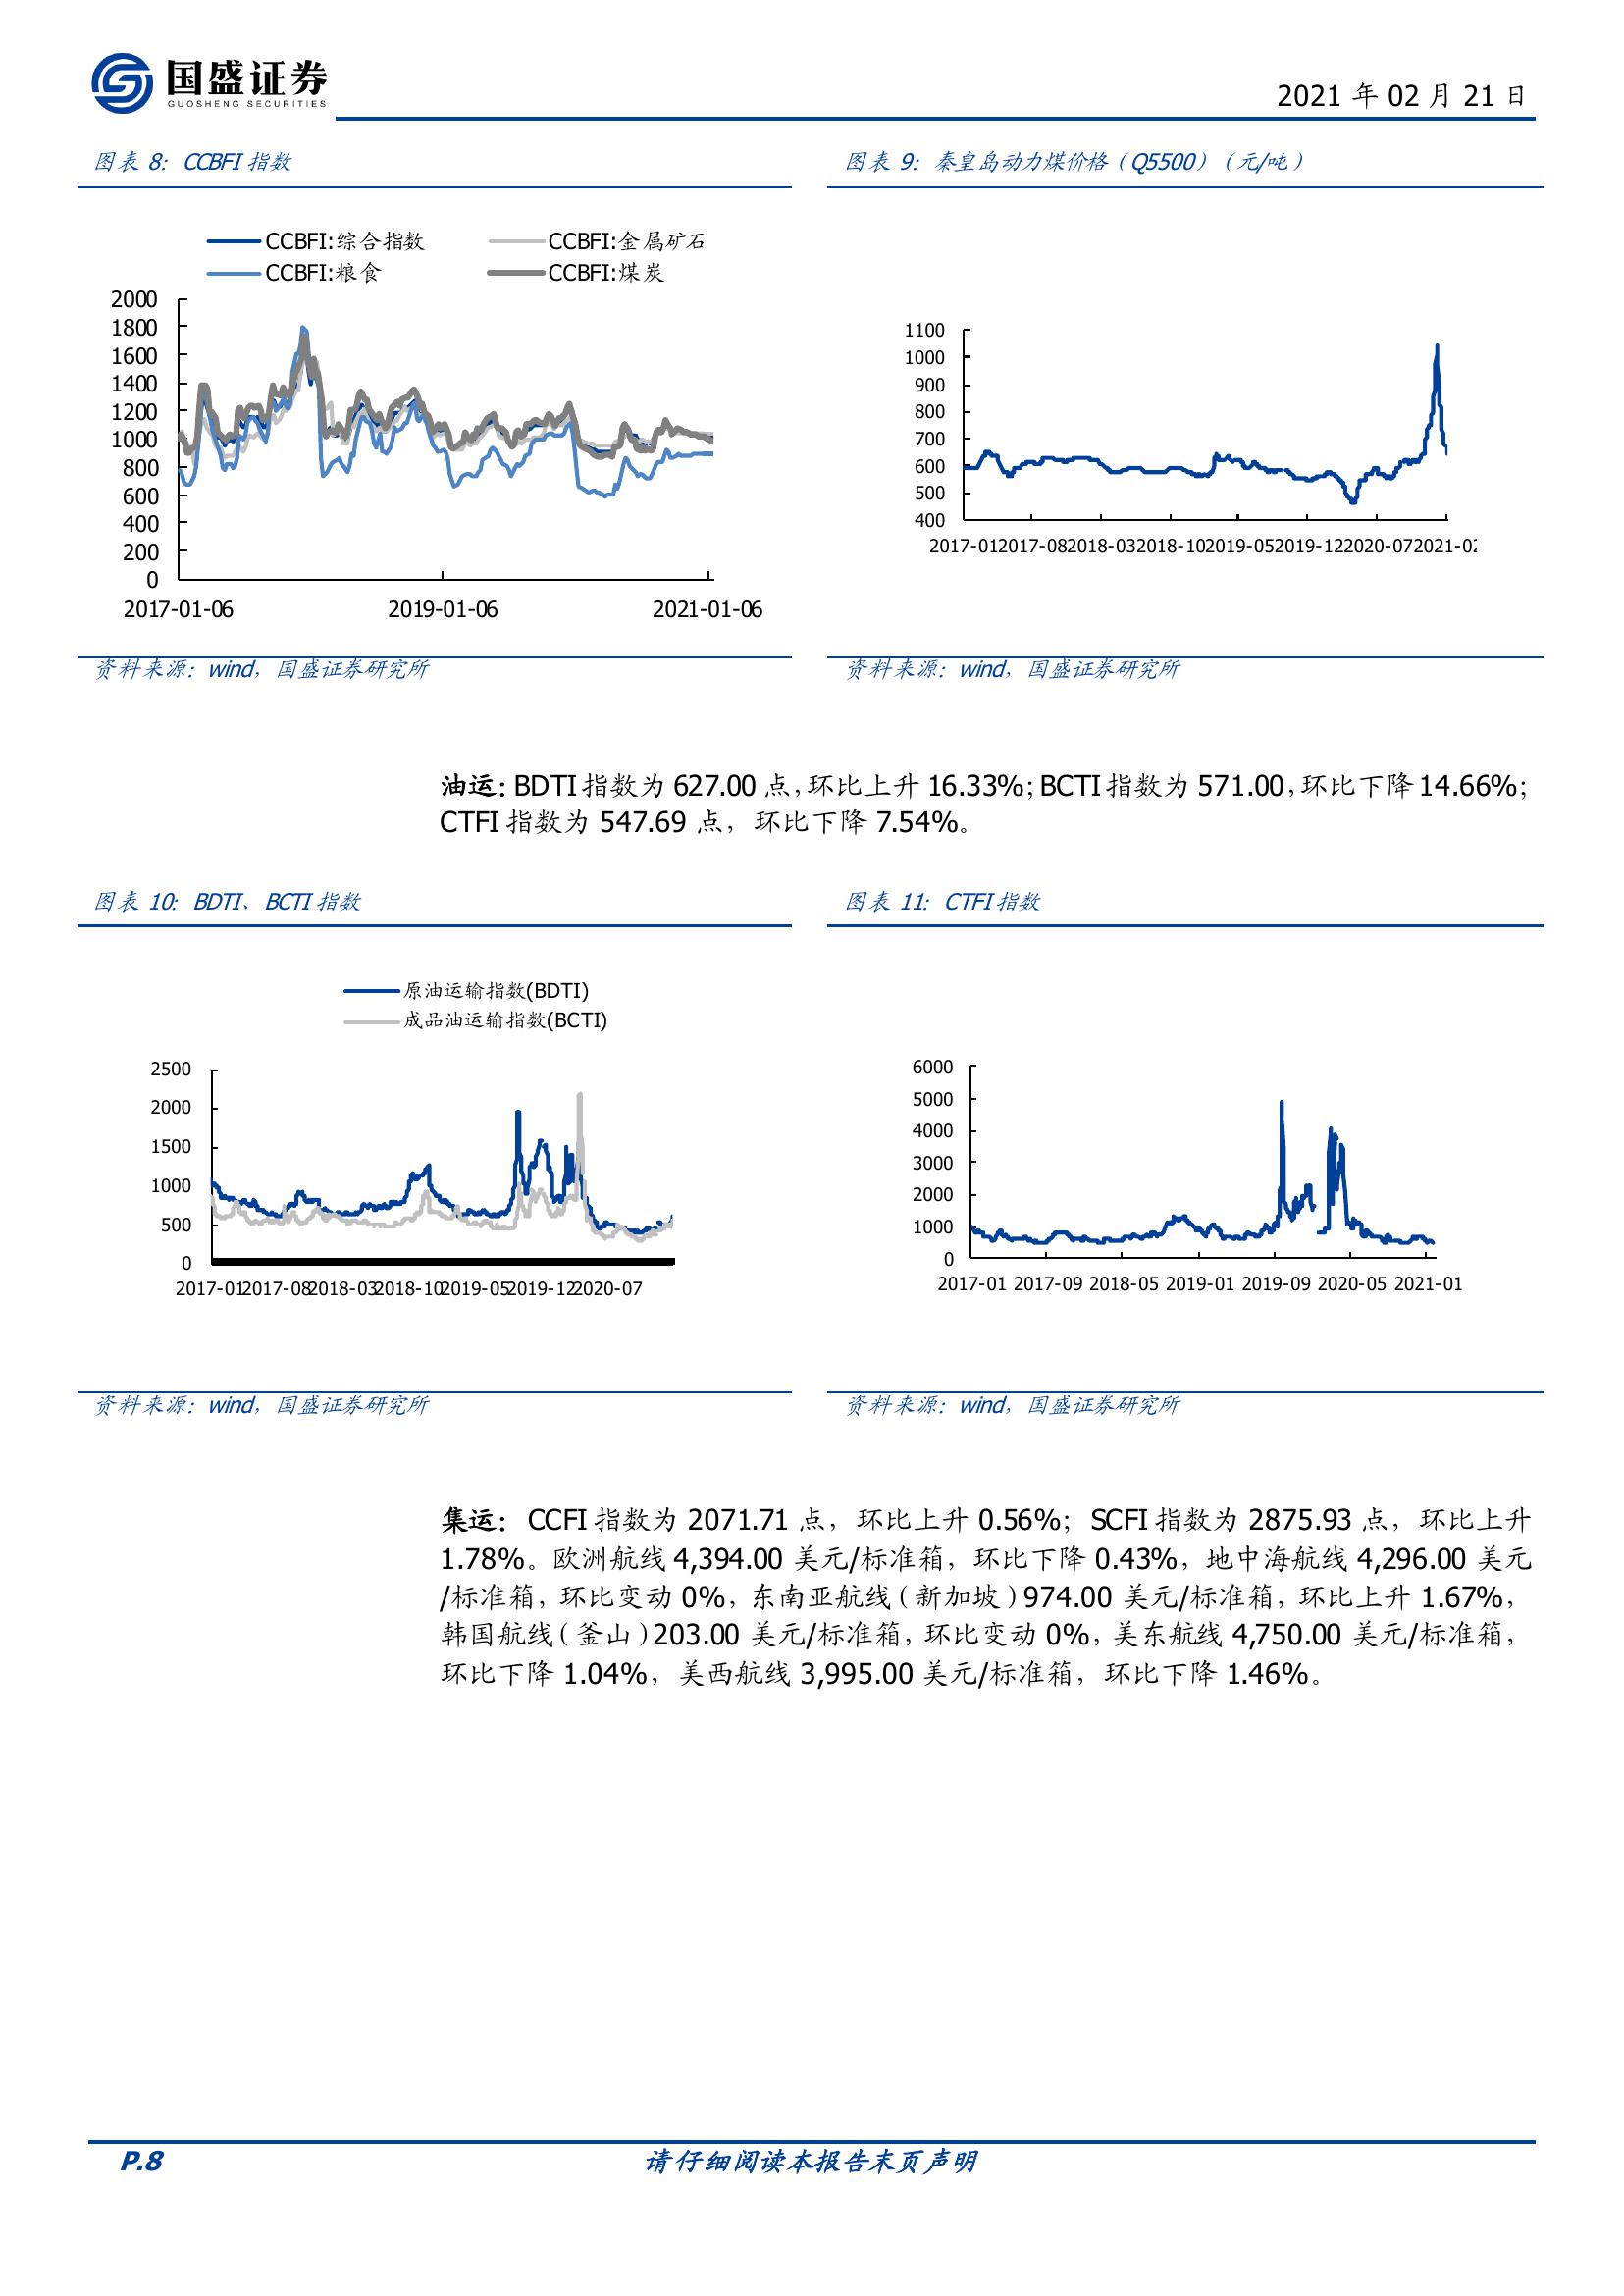 国盛证券
GUOSHENG SECURITIES
2021 年 02 月 21 日
图表 8：CCBFI 指数
CCBFI:综合指数
CCBFI:金属矿石
CCBFI:粮食
CCBFI:煤炭
2000
1800
1600
1400
1200
1000
800
600
400
200
0
2017-01-06
2019-01-06
2021-01-06
资料来源：wind，国盛证券研究所
图表 9：秦皇岛动力煤价格（Q5500）（元/吨）
1100
1000
900
800
700
600
500
400
2017-01 2017-08 2018-03 2018-10 2019-05 2019-12 2020-07 2021-02
资料来源：wind，国盛证券研究所
油运：BDTI 指数为 627.00 点，环比上升 16.33%；BCTI 指数为 571.00，环比下降 14.66%；
CTFI 指数为 547.69 点，环比下降 7.54%。
图表 10：BDTI、BCTI 指数
原油运输指数(BDTI)
成品油运输指数(BCTI)
2500
2000
1500
1000
500
0
2017-01 2017-08 2018-03 2018-10 2019-05 2019-12 2020-07
资料来源：wind，国盛证券研究所
图表 11：CTFI 指数
6000
5000
4000
3000
2000
1000
0
2017-01 2017-09 2018-05 2019-01 2019-09 2020-05 2021-01
资料来源：wind，国盛证券研究所
集运：CCFI 指数为 2071.71 点，环比上升 0.56%；SCFI 指数为 2875.93 点，环比上升
1.78%。欧洲航线 4,394.00 美元/标准箱，环比下降 0.43%，地中海航线 4,296.00 美元
/标准箱，环比变动 0%，东南亚航线（新加坡）974.00 美元/标准箱，环比上升 1.67%，
韩国航线（釜山）203.00 美元/标准箱，环比变动 0%，美东航线 4,750.00 美元/标准箱，
环比下降 1.04%，美西航线 3,995.00 美元/标准箱，环比下降 1.46%。
P.8
请仔细阅读本报告末页声明